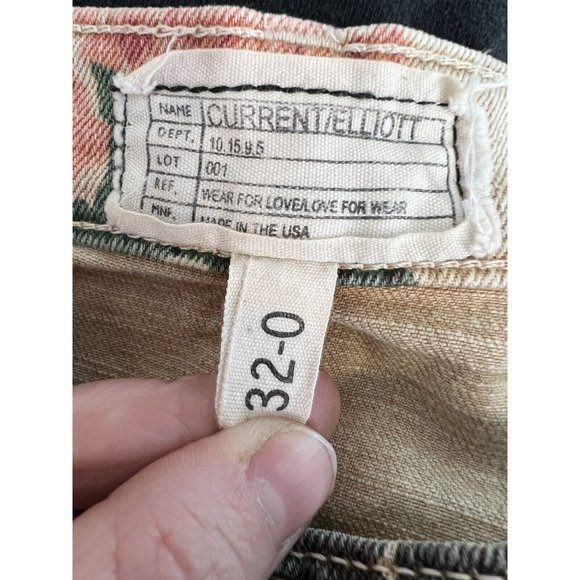 NAME CURRENT/ELLIOTT
DEPT. 10.15.9.5
LOT 001
REF. WEAR FOR LOVE/LOVE FOR WEAR
MNF. MADE IN THE USA
32-0